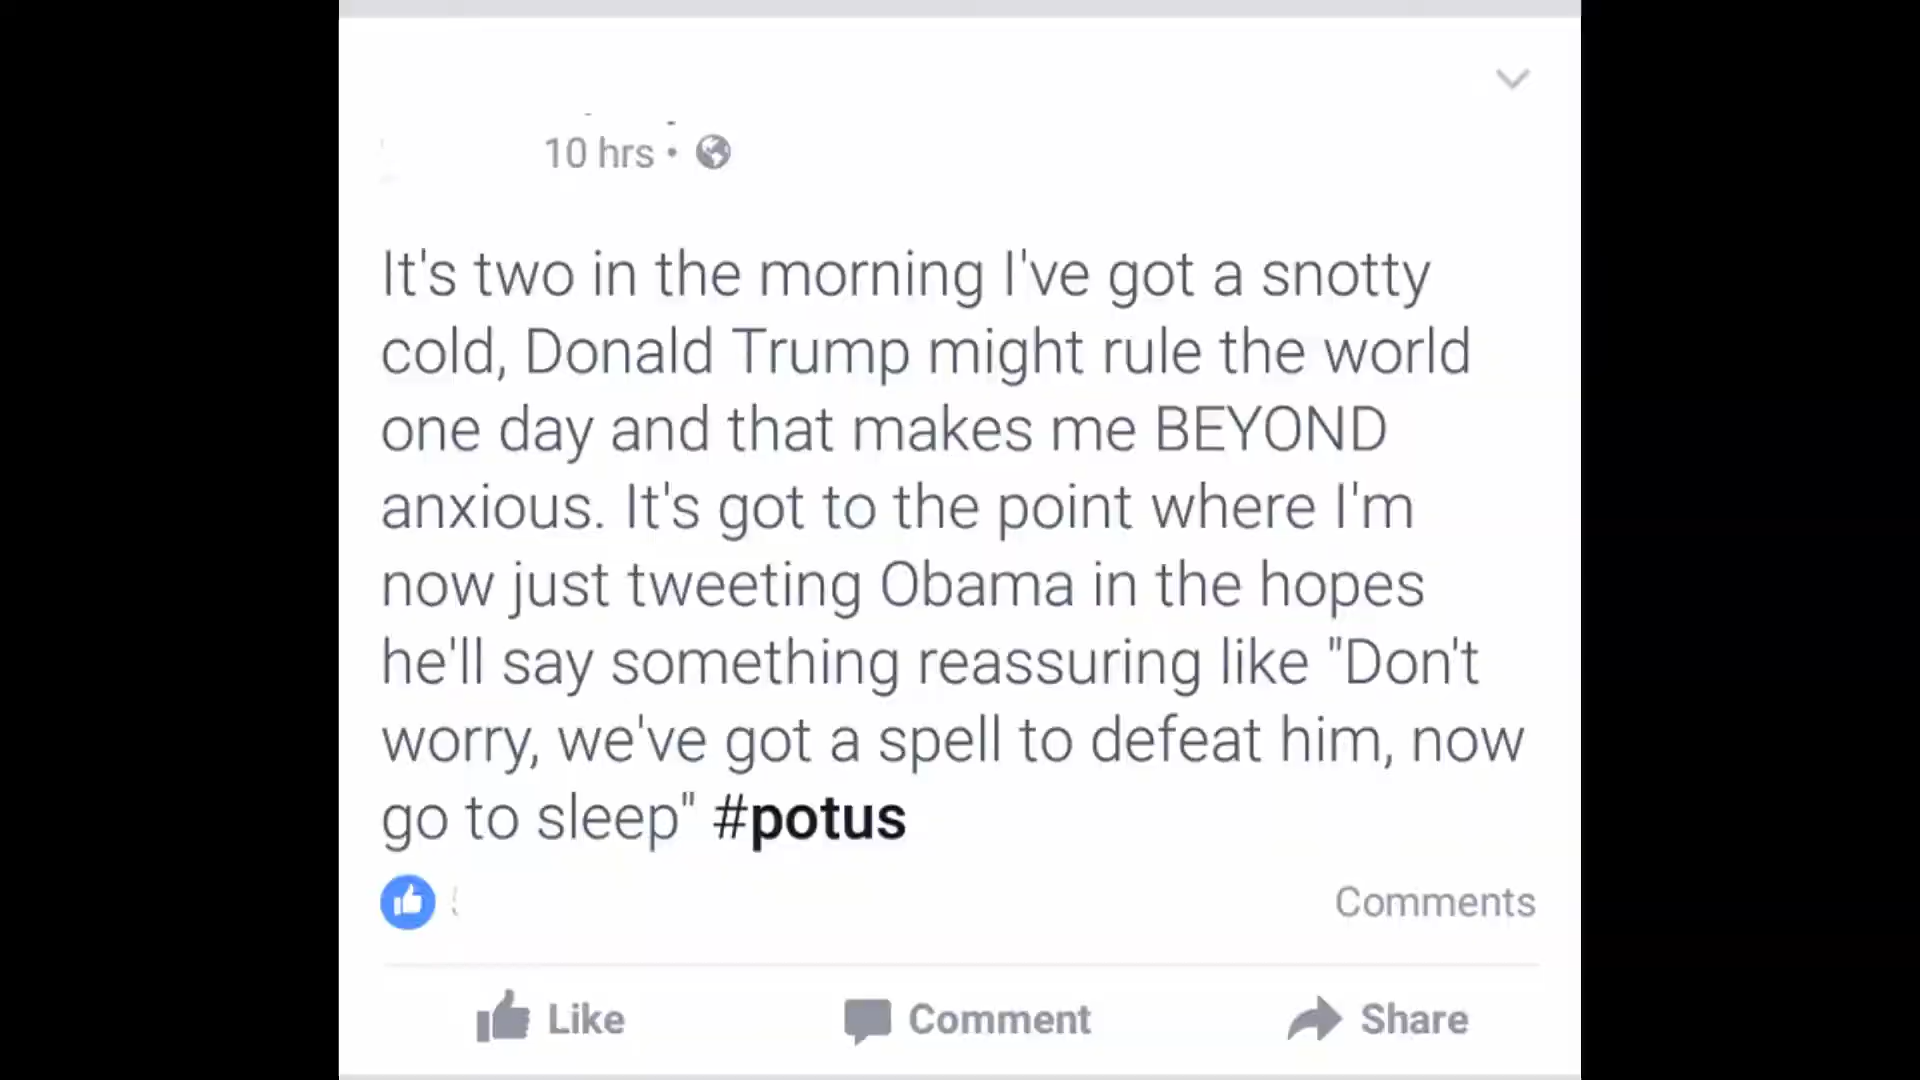 10 hrs •
It's two in the morning I've got a snotty
cold, Donald Trump might rule the world
one day and that makes me BEYOND
anxious. It's got to the point where I'm
now just tweeting Obama in the hopes
he'll say something reassuring like "Don't
worry, we've got a spell to defeat him, now
go to sleep" #potus
Comments
Like Comment Share